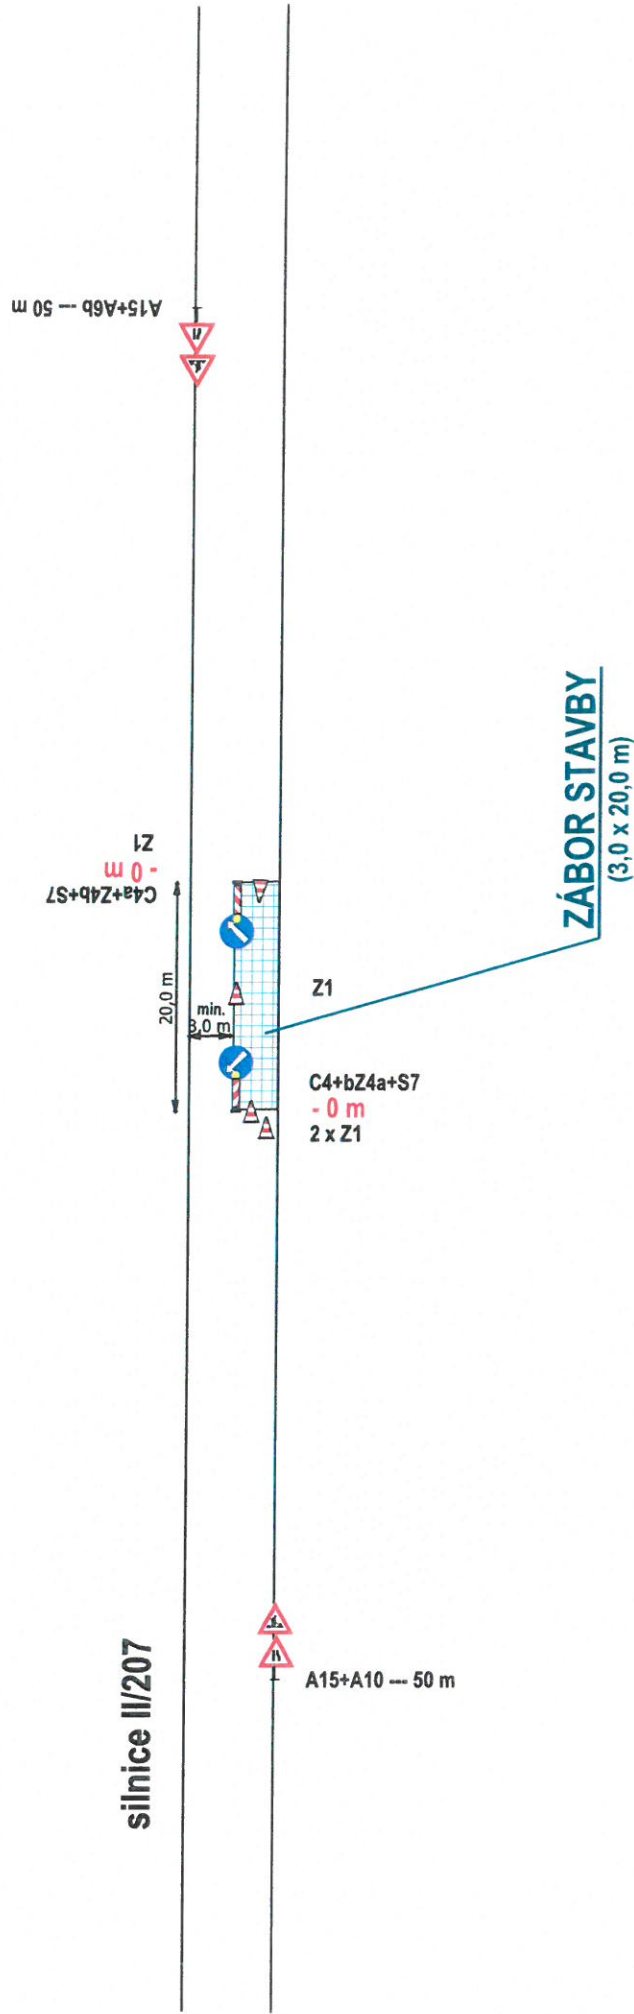 A15+A6b --- 50 m
Z1
- 0 m
C4a+Z4b+S7
20,0 m
min.
3,0 m
Z1
C4+bZ4a+S7
- 0 m
2 x Z1
ZÁBOR STAVBY
(3,0 x 20,0 m)
A15+A10 --- 50 m
silnice II/207